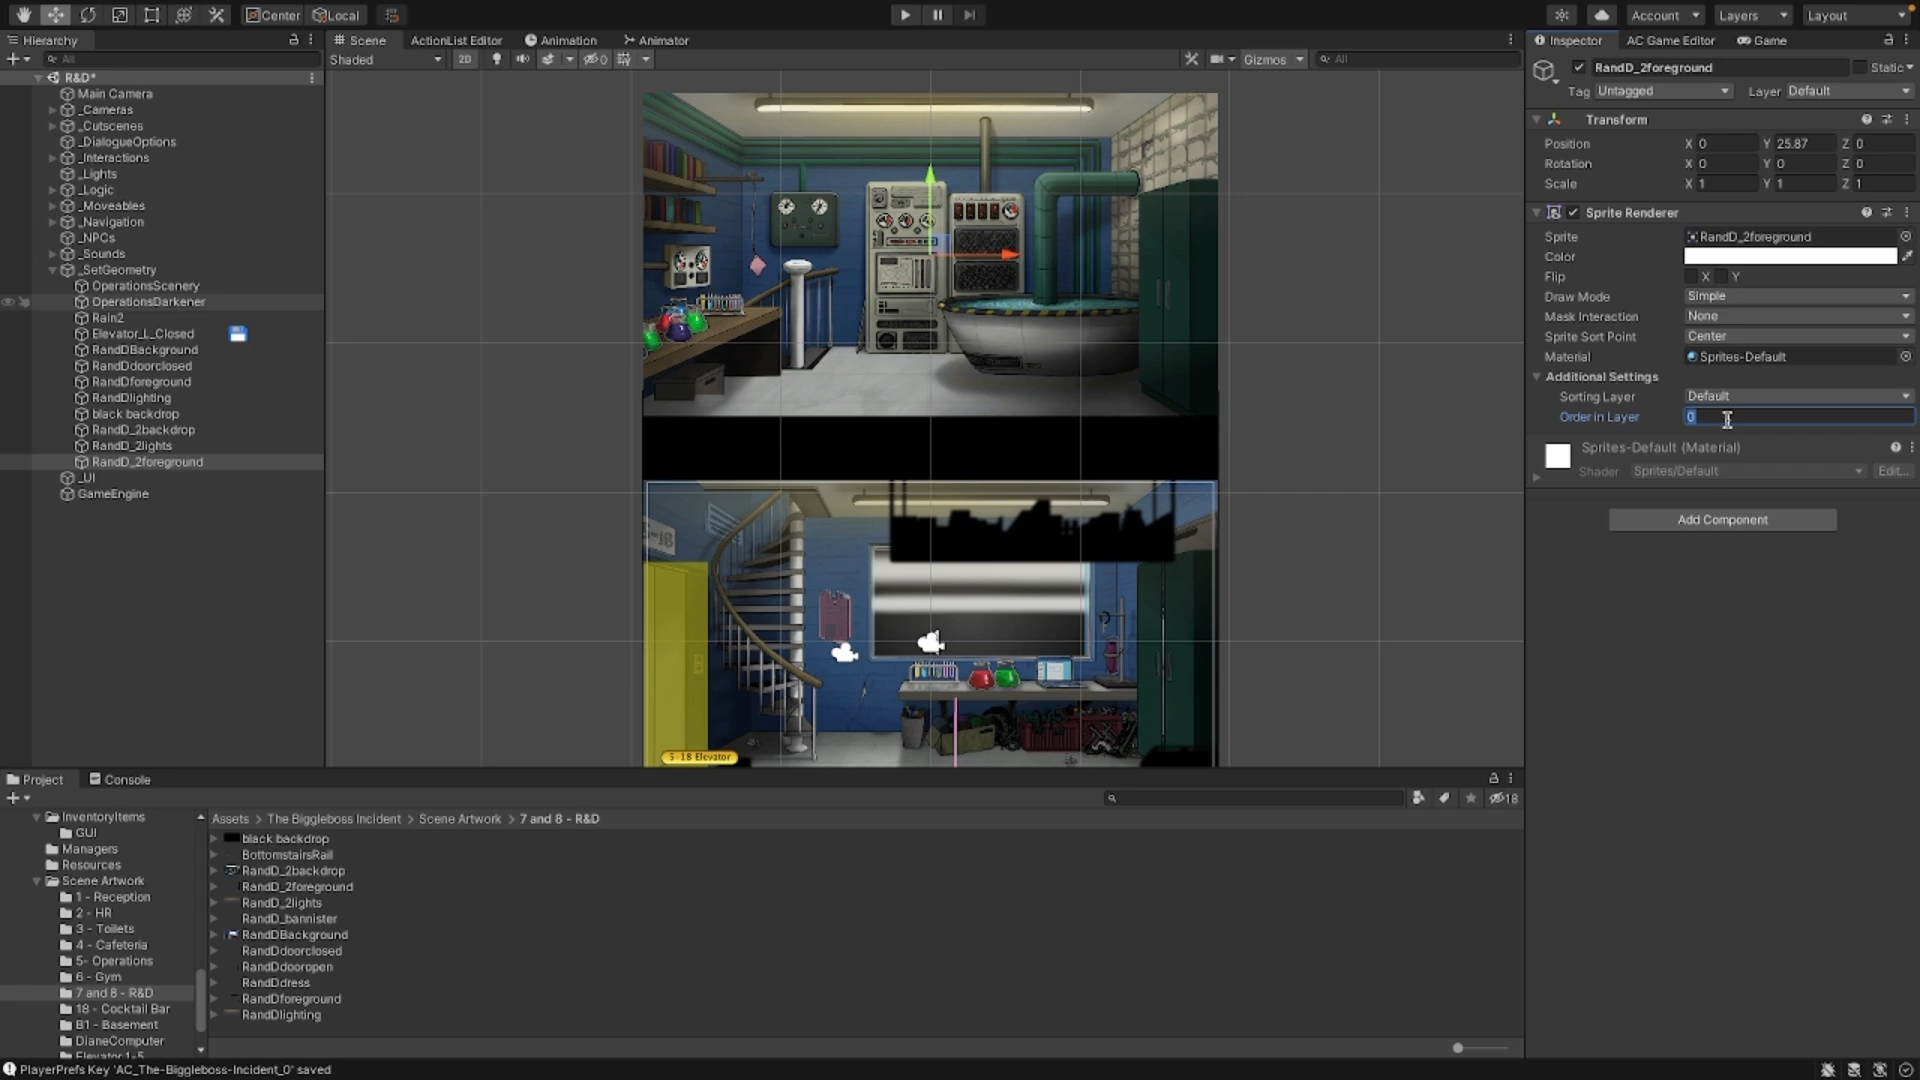 Center Local Account Layers Layout
Hierarchy Scene ActionList Editor Animation Animator Inspector AC Game Editor Game
All Shaded 2D 0 Gizmos All
RandD_2foreground Static
Tag Untagged Layer Default
R&D*
Main Camera
_Cameras
_Cutscenes
_DialogueOptions
_Interactions
_Lights
_Logic
_Moveables
_Navigation
_NPCs
_Sounds
_SetGeometry
OperationsScenery
OperationsDarkener
Rain2
Elevator_L_Closed
RandDBackground
RandDdoorclosed
RandDforeground
RandDlighting
black backdrop
RandD_2backdrop
RandD_2lights
RandD_2foreground
_UI
GameEngine
5-18 Elevator
Transform
Position X 0 Y 25.87 Z 0
Rotation X 0 Y 0 Z 0
Scale X 1 Y 1 Z 1
Sprite Renderer
Sprite RandD_2foreground
Color
Flip X Y
Draw Mode Simple
Mask Interaction None
Sprite Sort Point Center
Material Sprites-Default
Additional Settings
Sorting Layer Default
Order in Layer 0
Sprites-Default (Material)
Shader Sprites/Default Edit...
Add Component
Project Console
18
InventoryItems
GUI
Managers
Resources
Scene Artwork
1 - Reception
2 - HR
3 - Toilets
4 - Cafeteria
5- Operations
6 - Gym
7 and 8 - R&D
18 - Cocktail Bar
B1 - Basement
DianeComputer
Elevator 1-5
Assets > The Biggleboss Incident > Scene Artwork > 7 and 8 - R&D
black backdrop
BottomstairsRail
RandD_2backdrop
RandD_2foreground
RandD_2lights
RandD_bannister
RandDBackground
RandDdoorclosed
RandDdooropen
RandDdress
RandDforeground
RandDlighting
PlayerPrefs Key 'AC_The-Biggleboss-Incident_0' saved